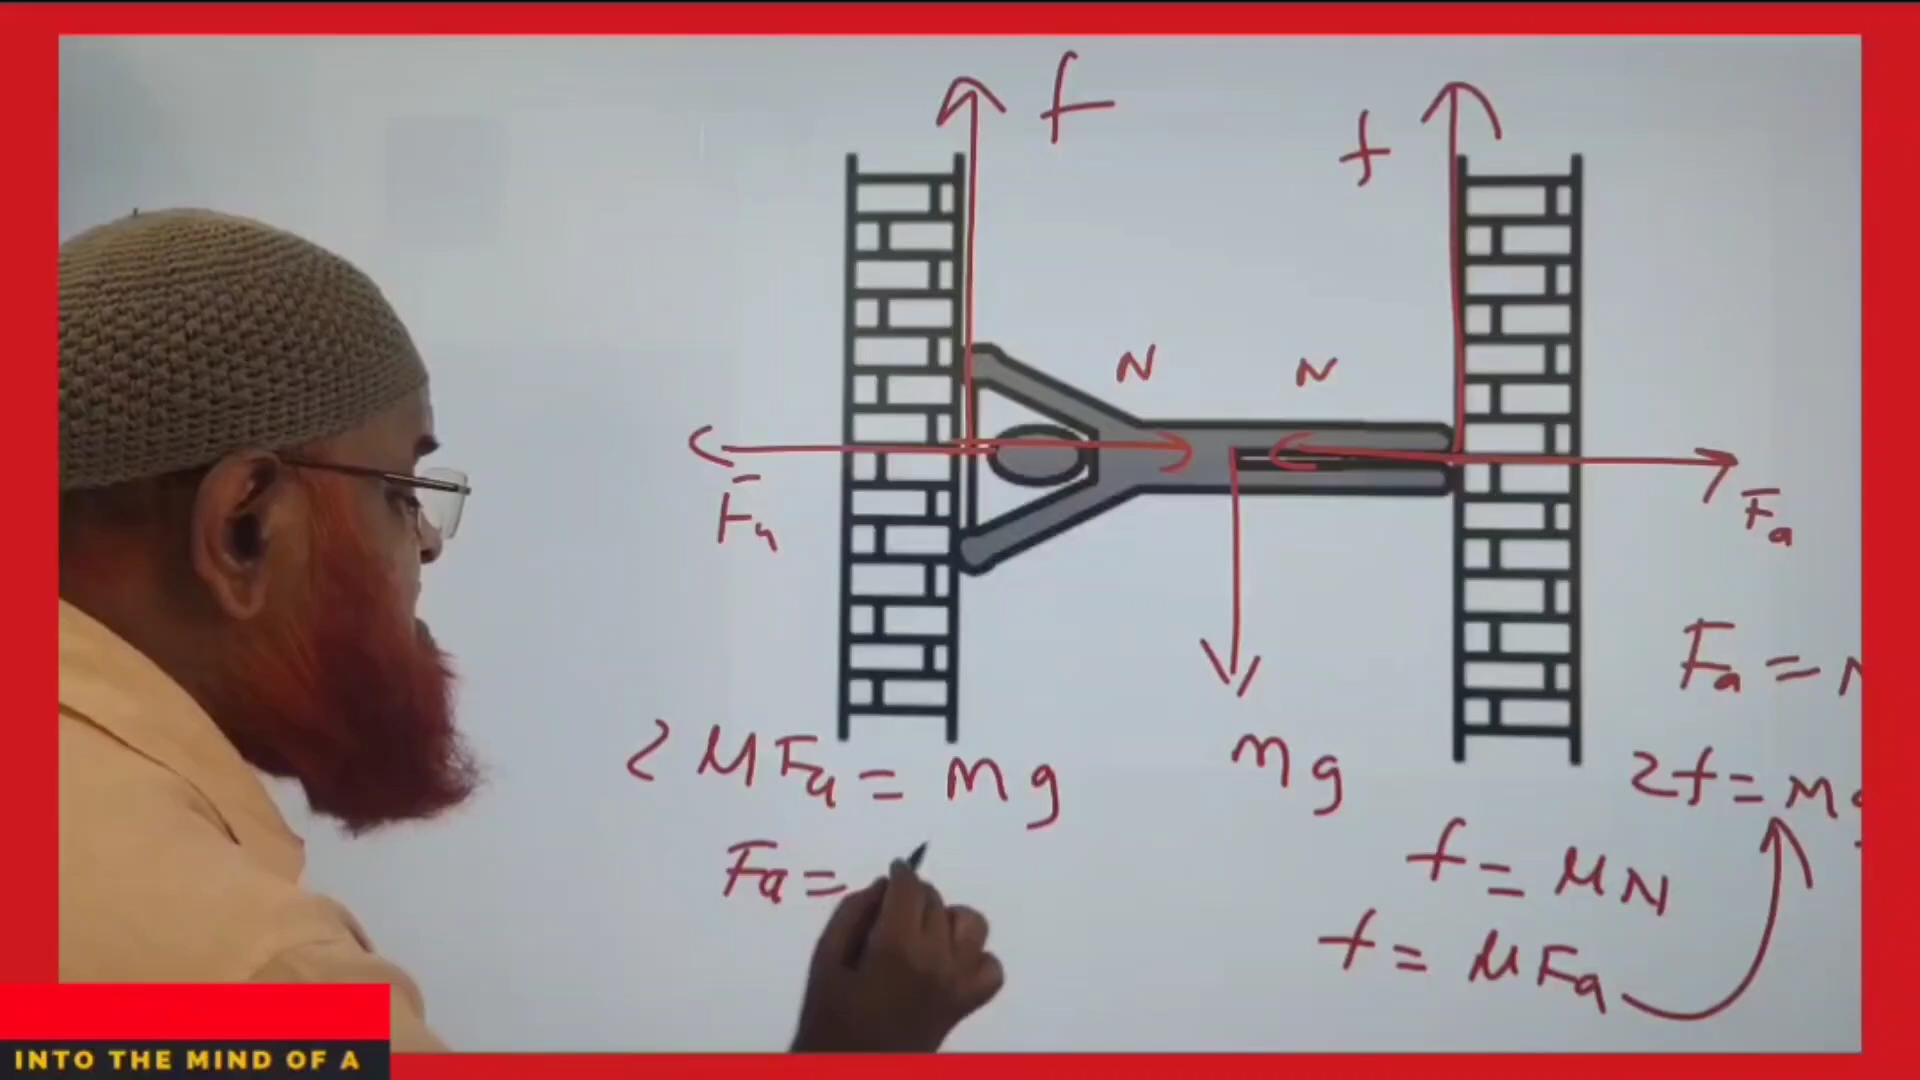 f
f
N
N
Fa
Fa
Fa =
2f = mg
2μFa = mg
mg
Fa =
f = μN
f = μFa
INTO THE MIND OF A